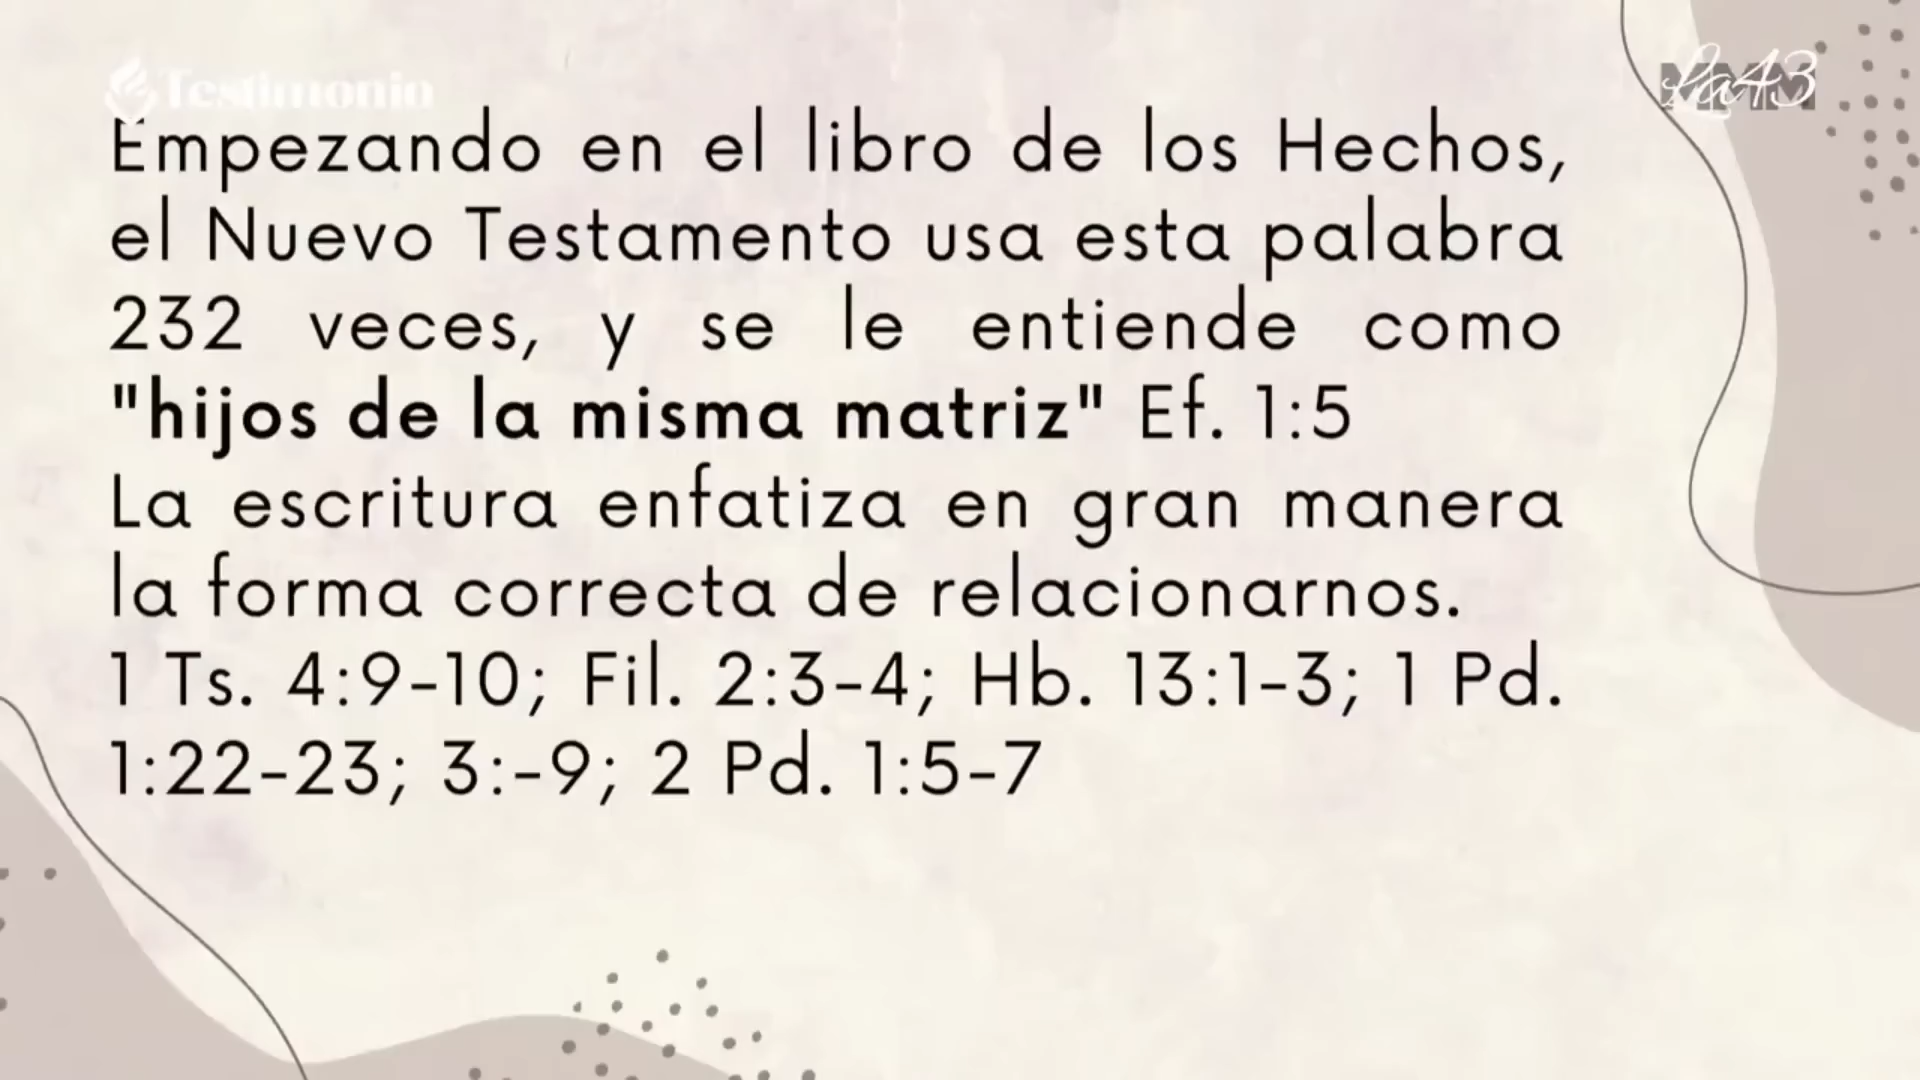 Testimonio
La43
MMM
Empezando en el libro de los Hechos,
el Nuevo Testamento usa esta palabra
232 veces, y se le entiende como
"hijos de la misma matriz" Ef. 1:5
La escritura enfatiza en gran manera
la forma correcta de relacionarnos.
1 Ts. 4:9-10; Fil. 2:3-4; Hb. 13:1-3; 1 Pd.
1:22-23; 3:-9; 2 Pd. 1:5-7